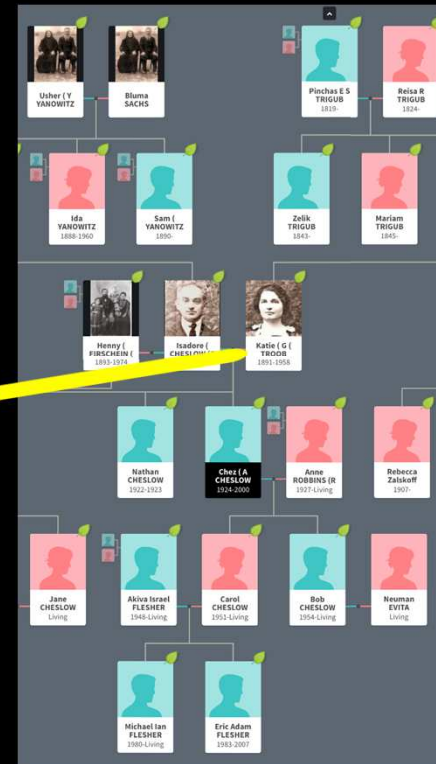 Usher ( Y
YANOWITZ
Bluma
SACHS
Pinchas E S
TRIGUB
1819-
Reisa R
TRIGUB
1824-
Ida
YANOWITZ
1888-1960
Sam (
YANOWITZ
1890-
Zelik
TRIGUB
1843-
Mariam
TRIGUB
1845-
Henny (
FIRSCHEIN (
1893-1974
Isadore (
CHESLOW
Katie ( G (
TROOB
1891-1958
Nathan
CHESLOW
1922-1923
Chez ( A
CHESLOW
1924-2000
Anne
ROBBINS (R
1927-Living
Rebecca
Zalskoff
1907-
Jane
CHESLOW
Living
Akiva Israel
FLESHER
1948-Living
Carol
CHESLOW
1951-Living
Bob
CHESLOW
1954-Living
Neuman
EVITA
Living
Michael Ian
FLESHER
1980-Living
Eric Adam
FLESHER
1983-2007